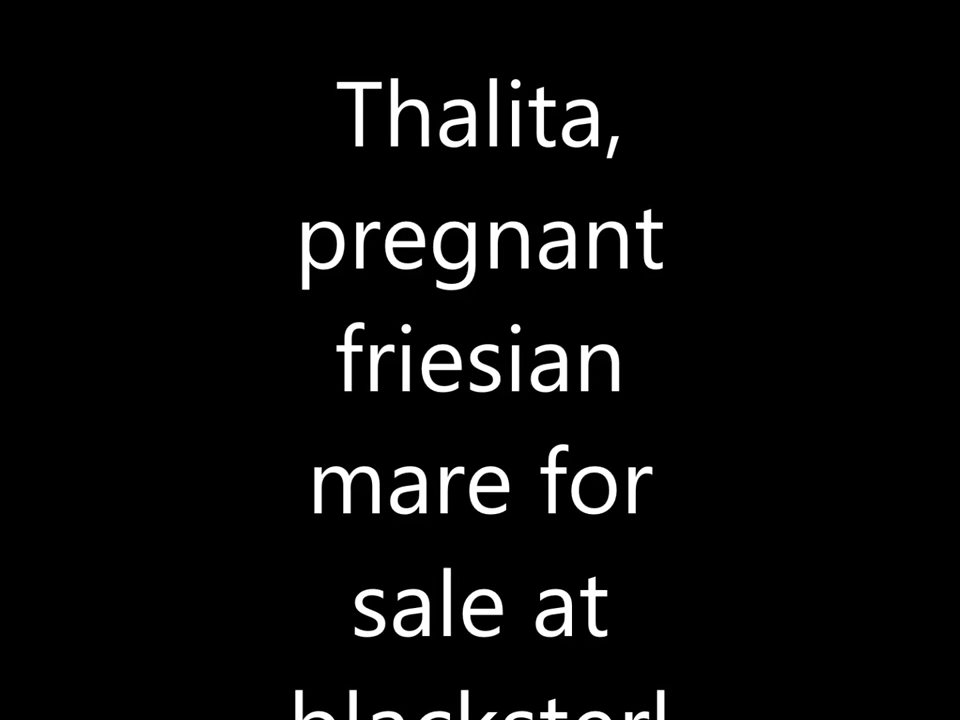 Thalita,
pregnant
friesian
mare for
sale at